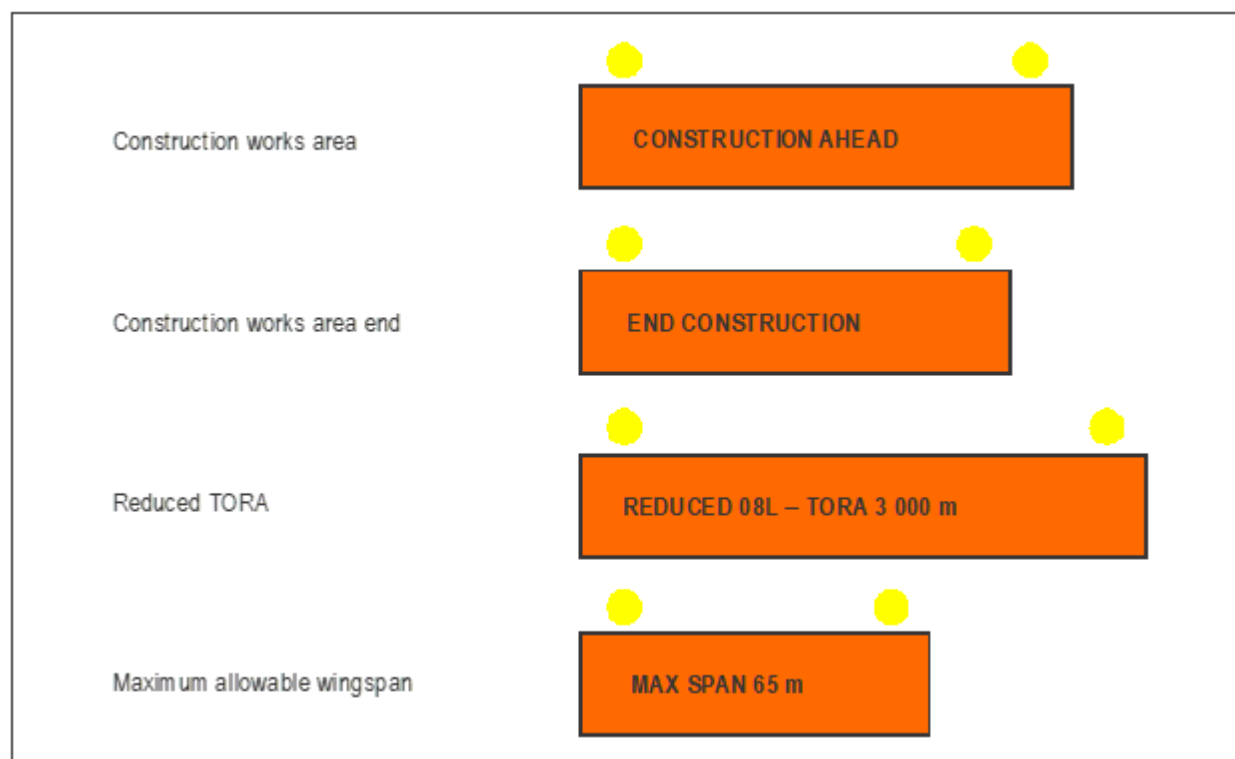 Construction works area
CONSTRUCTION AHEAD
Construction works area end
END CONSTRUCTION
Reduced TORA
REDUCED 08L – TORA 3 000 m
Maximum allowable wingspan
MAX SPAN 65 m